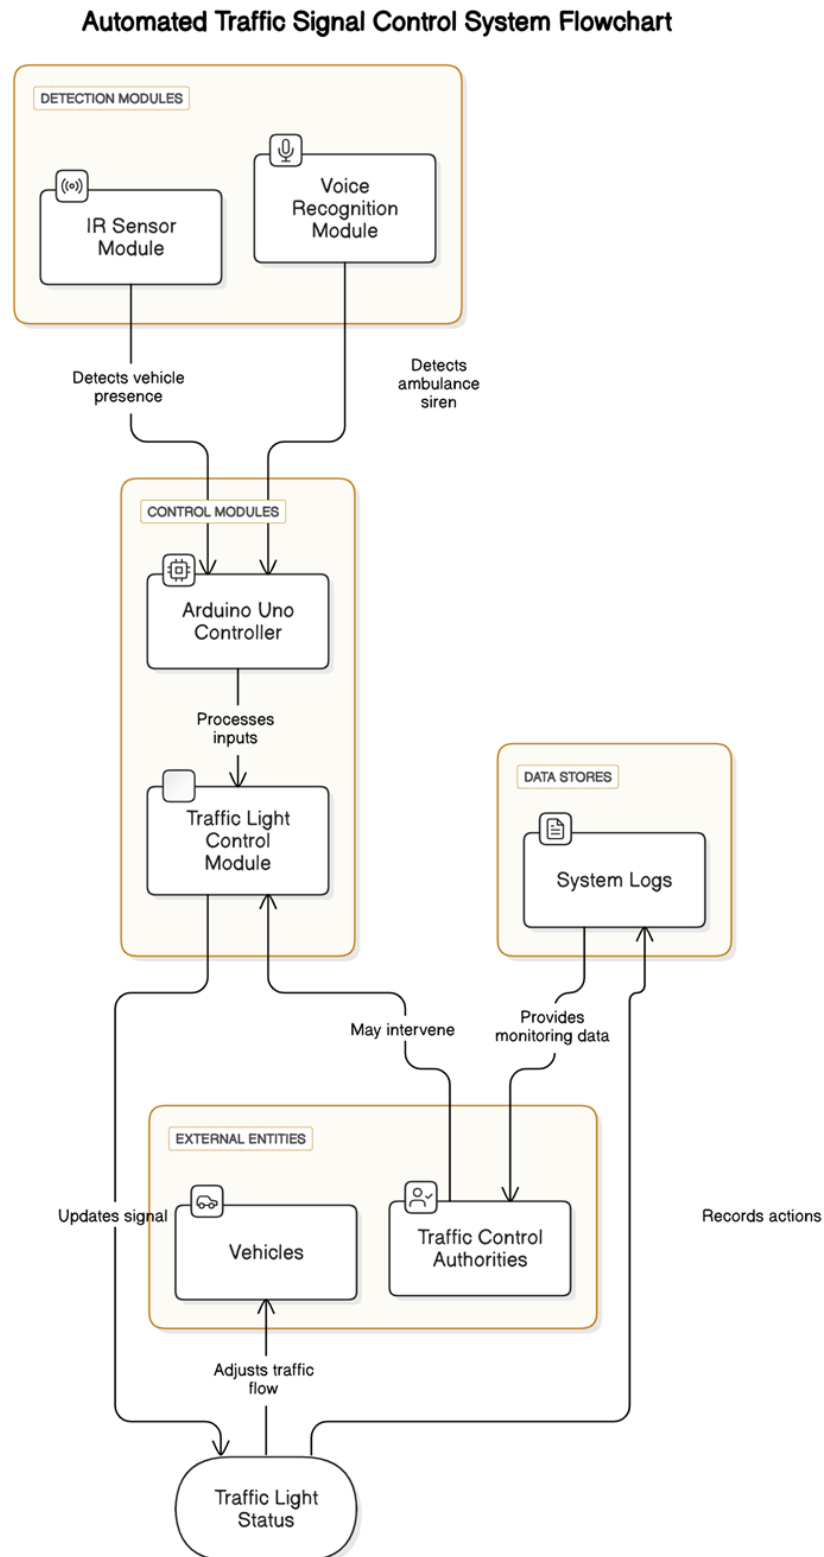 Automated Traffic Signal Control System Flowchart
DETECTION MODULES
IR Sensor
Module
Voice
Recognition
Module
Detects vehicle
presence
Detects
ambulance
siren
CONTROL MODULES
Arduino Uno
Controller
Processes
inputs
Traffic Light
Control
Module
DATA STORES
System Logs
May intervene
Provides
monitoring data
EXTERNAL ENTITIES
Updates signal
Vehicles
Traffic Control
Authorities
Records actions
Adjusts traffic
flow
Traffic Light
Status